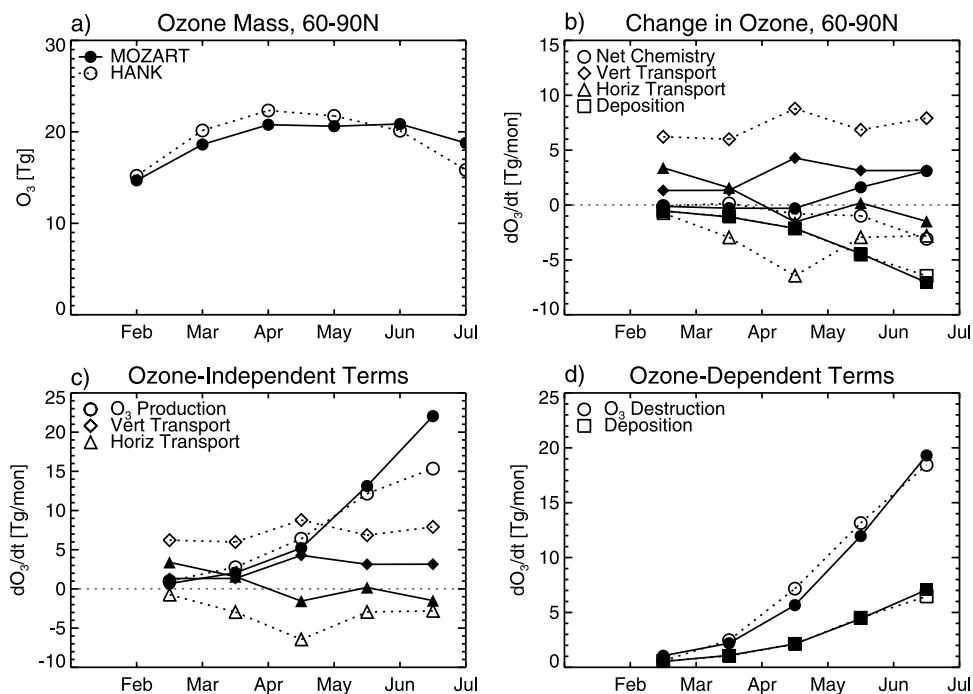 a) Ozone Mass, 60-90N
30
20
10
0
O3 [Tg]
MOZART
HANK
Feb Mar Apr May Jun Jul
b) Change in Ozone, 60-90N
15
10
5
0
-5
-10
dO3/dt [Tg/mon]
Net Chemistry
Vert Transport
Horiz Transport
Deposition
Feb Mar Apr May Jun Jul
c) Ozone-Independent Terms
25
20
15
10
5
0
-5
-10
dO3/dt [Tg/mon]
O3 Production
Vert Transport
Horiz Transport
Feb Mar Apr May Jun Jul
d) Ozone-Dependent Terms
25
20
15
10
5
0
dO3/dt [Tg/mon]
O3 Destruction
Deposition
Feb Mar Apr May Jun Jul